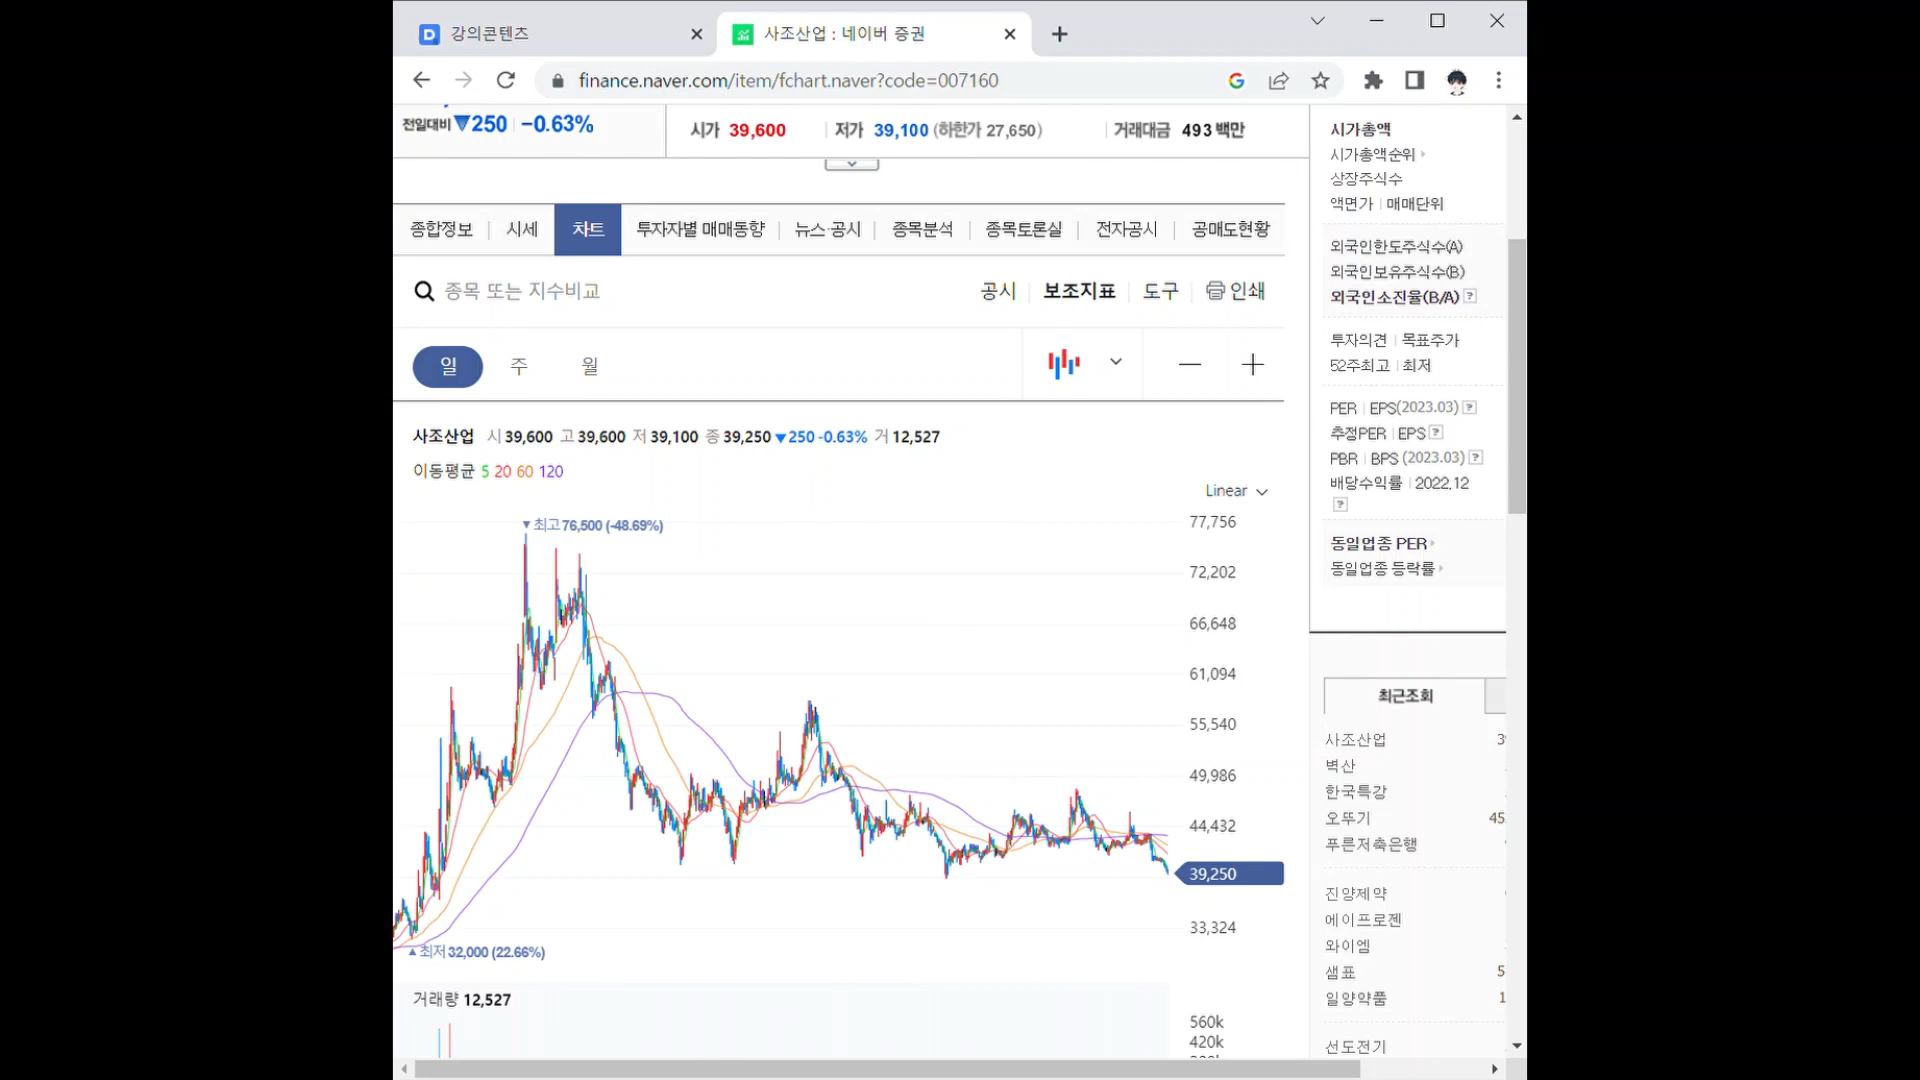 강의콘텐츠
사조산업 : 네이버 증권
finance.naver.com/item/fchart.naver?code=007160
전일대비 ▼250 -0.63%
시가 39,600 저가 39,100 (하한가 27,650) 거래대금 493 백만
종합정보 시세 차트 투자자별 매매동향 뉴스·공시 종목분석 종목토론실 전자공시 공매도현황
종목 또는 지수비교
공시 보조지표 도구 인쇄
일 주 월
사조산업 시 39,600 고 39,600 저 39,100 종 39,250 ▼250 -0.63% 거 12,527
이동평균 5 20 60 120
Linear
▼최고 76,500 (-48.69%)
77,756
72,202
66,648
61,094
55,540
49,986
44,432
39,250
33,324
▲최저 32,000 (22.66%)
거래량 12,527
560k
420k
시가총액
시가총액순위
상장주식수
액면가 매매단위
외국인한도주식수(A)
외국인보유주식수(B)
외국인소진율(B/A) ?
투자의견 목표주가
52주최고 최저
PER EPS(2023.03) ?
추정PER EPS ?
PBR BPS (2023.03) ?
배당수익률 2022.12
?
동일업종 PER
동일업종 등락률
최근조회
사조산업
벽산
한국특강
오뚜기 45
푸른저축은행
진양제약
에이프로젠
와이엠
샘표 5
일양약품 1
선도전기